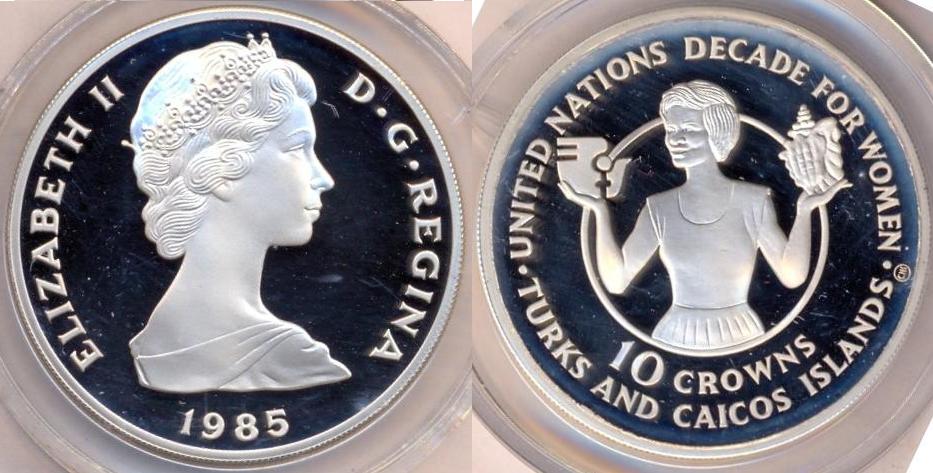 ELIZABETH II
D·G·REGINA
1985
·UNITED NATIONS DECADE FOR WOMEN·
10 CROWNS
TURKS AND CAICOS ISLANDS